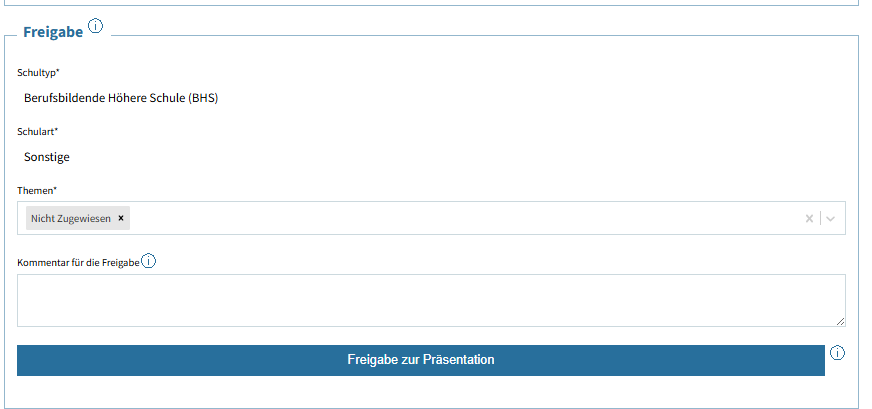 Freigabe
Schultyp*
Berufsbildende Höhere Schule (BHS)
Schulart*
Sonstige
Themen*
Nicht Zugewiesen
Kommentar für die Freigabe
Freigabe zur Präsentation